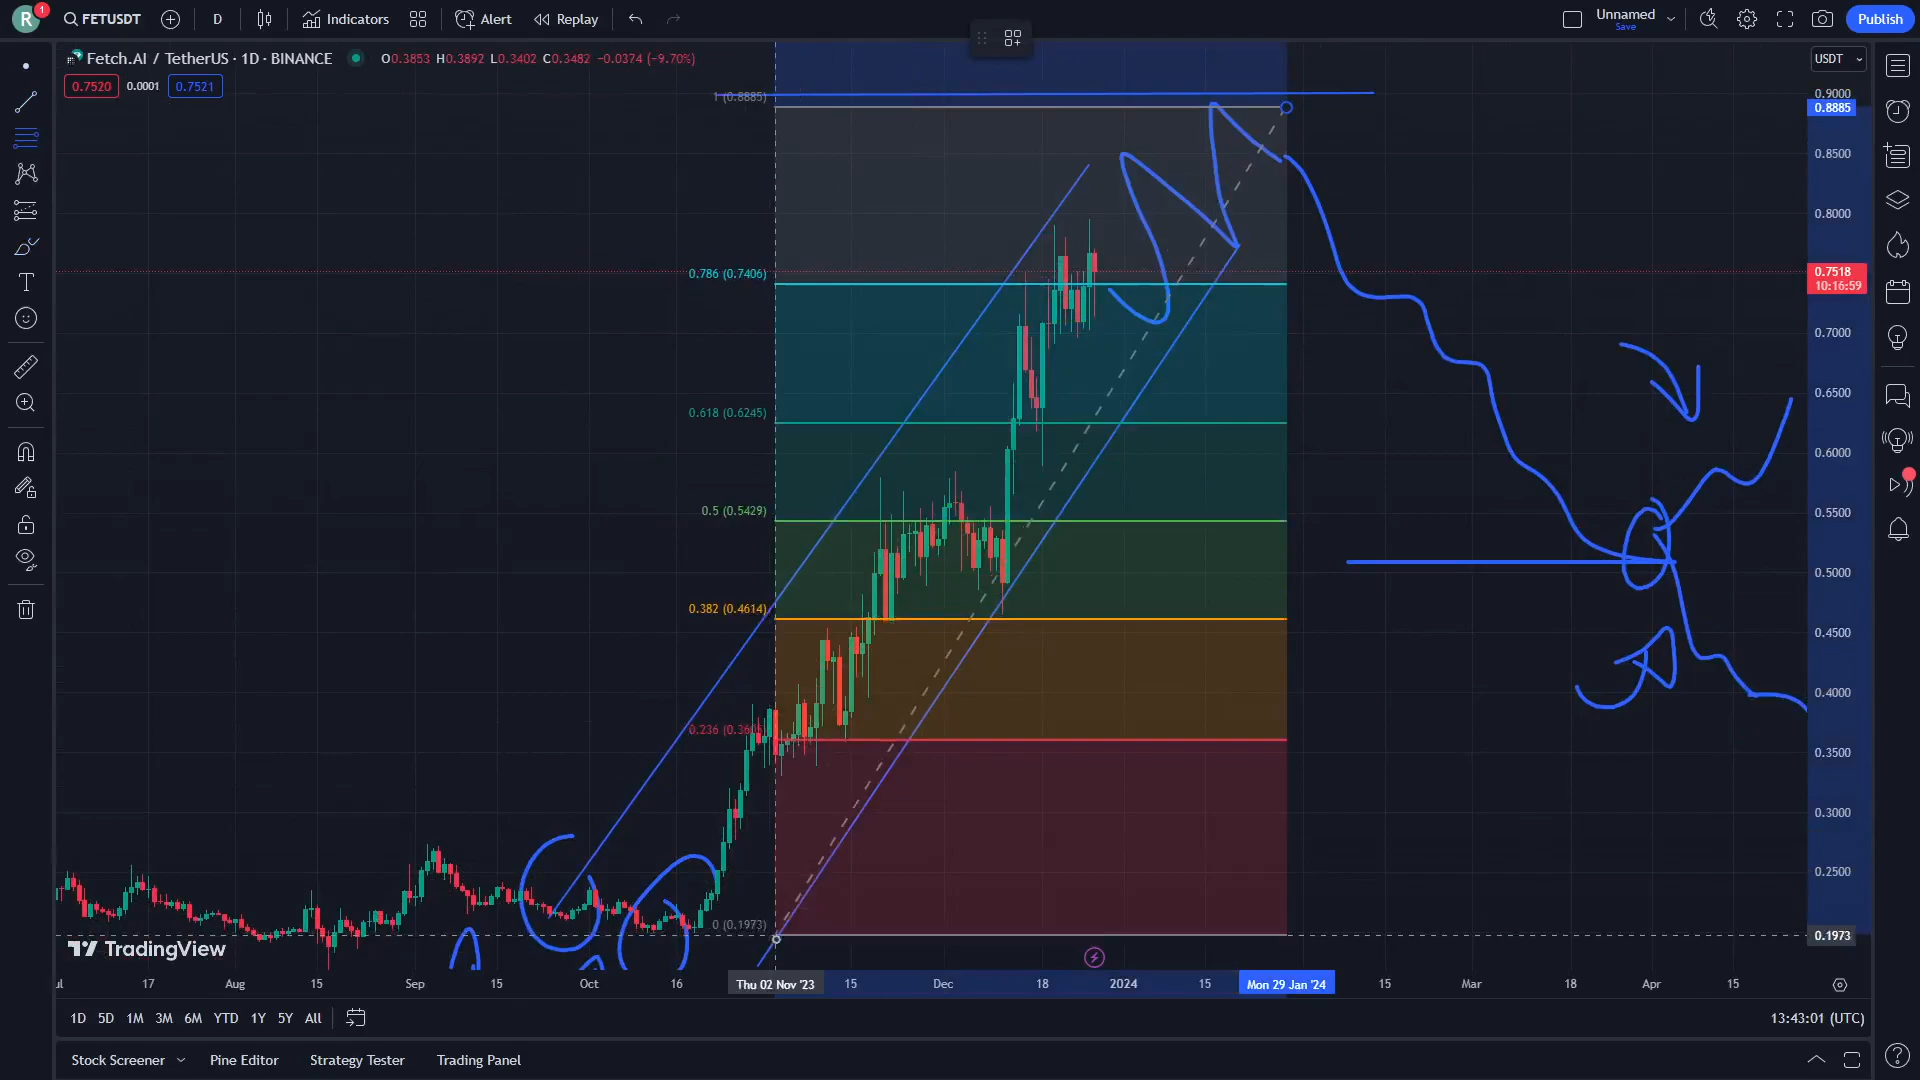 R 1 FETUSDT D Indicators Alert Replay Unnamed Save Publish
Fetch.AI / TetherUS · 1D · BINANCE O0.3853 H0.3892 L0.3402 C0.3482 −0.0374 (−9.70%) USDT
0.7520 0.0001 0.7521
0.9000
1 (0.8885) 0.8885
0.8500
0.8000
0.786 (0.7406) 0.7518
10:16:59
0.7000
0.6500
0.618 (0.6245)
0.6000
0.5 (0.5429) 0.5500
0.5000
0.382 (0.4614)
0.4500
0.4000
0.236
0.3500
0.3000
0.2500
0 (0.1973) 0.1973
TradingView
17 Aug 15 Sep 15 Oct 16 Thu 02 Nov '23 15 Dec 18 2024 15 Mon 29 Jan '24 15 Mar 18 Apr 15
1D 5D 1M 3M 6M YTD 1Y 5Y All 13:43:01 (UTC)
Stock Screener Pine Editor Strategy Tester Trading Panel